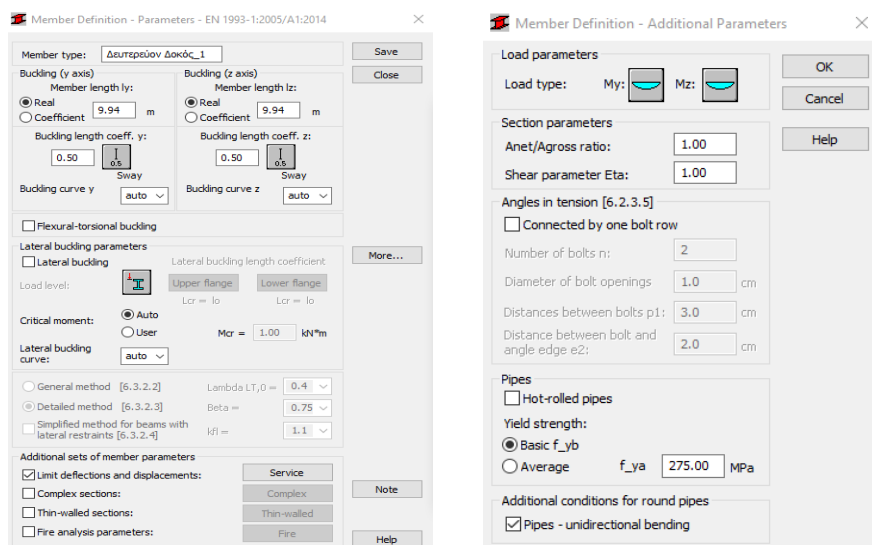 Member Definition - Parameters - EN 1993-1:2005/A1:2014
Member type: Δευτερεύον Δοκός_1
Save
Close
Buckling (y axis)
Member length ly:
Real
Coefficient
9.94 m
Buckling length coeff. y:
0.50
0.5
Sway
Buckling curve y auto
Buckling (z axis)
Member length lz:
Real
Coefficient
9.94 m
Buckling length coeff. z:
0.50
0.5
Sway
Buckling curve z auto
Flexural-torsional buckling
Lateral buckling parameters
Lateral buckling
Lateral buckling length coefficient
More...
Load level:
Upper flange
Lower flange
Lcr = lo
Lcr = lo
Critical moment:
Auto
User
Mcr = 1.00 kN*m
Lateral buckling
curve:
auto
General method [6.3.2.2]
Lambda LT,0 = 0.4
Detailed method [6.3.2.3]
Beta = 0.75
Simplified method for beams with
lateral restraints [6.3.2.4]
kfl = 1.1
Additional sets of member parameters
Limit deflections and displacements: Service
Complex sections: Complex
Note
Thin-walled sections: Thin-walled
Fire analysis parameters: Fire
Help
Member Definition - Additional Parameters
Load parameters
Load type: My: Mz:
OK
Cancel
Help
Section parameters
Anet/Agross ratio: 1.00
Shear parameter Eta: 1.00
Angles in tension [6.2.3.5]
Connected by one bolt row
Number of bolts n: 2
Diameter of bolt openings 1.0 cm
Distances between bolts p1: 3.0 cm
Distance between bolt and
angle edge e2:
2.0 cm
Pipes
Hot-rolled pipes
Yield strength:
Basic f_yb
Average f_ya 275.00 MPa
Additional conditions for round pipes
Pipes - unidirectional bending